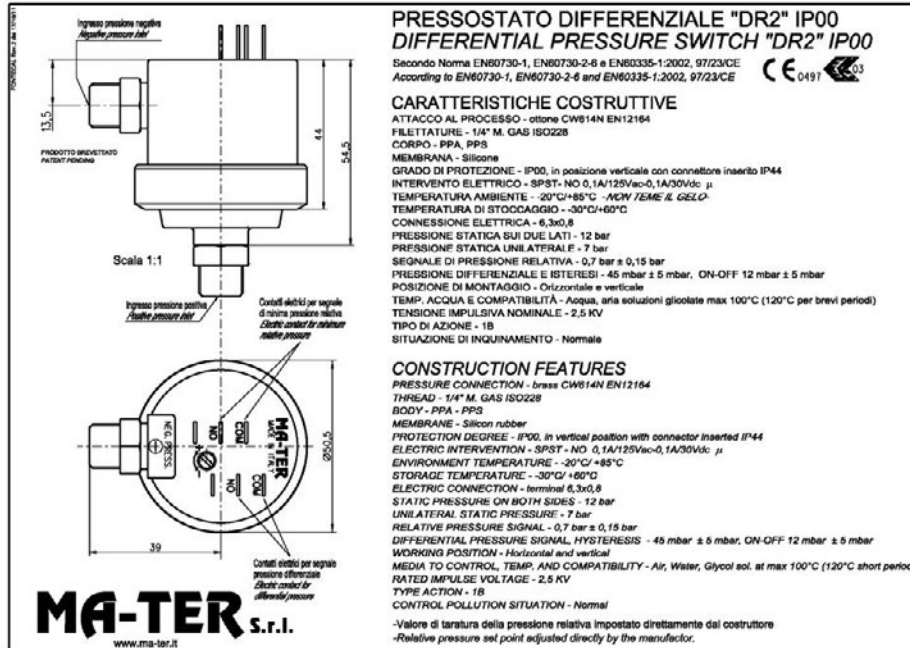 PRESSOSTATO DIFFERENZIALE "DR2" IP00
DIFFERENTIAL PRESSURE SWITCH "DR2" IP00
Secondo Norma EN60730-1, EN60730-2-6 e EN60335-1:2002, 97/23/CE
According to EN60730-1, EN60730-2-6 and EN60335-1:2002, 97/23/CE
CE 0497
03
CARATTERISTICHE COSTRUTTIVE
ATTACCO AL PROCESSO - ottone CW614N EN12164
FILETTATURE - 1/4" M. GAS ISO228
CORPO - PPA, PPS
MEMBRANA - Silicone
GRADO DI PROTEZIONE - IP00, in posizione verticale con connettore inserito IP44
INTERVENTO ELETTRICO - SPST- NO 0,1A/125Vac-0,1A/30Vdc µ
TEMPERATURA AMBIENTE - -20°C/+85°C -NON TEME IL GELO-
TEMPERATURA DI STOCCAGGIO - -30°C/+60°C
CONNESSIONE ELETTRICA - 6,3x0,8
PRESSIONE STATICA SUI DUE LATI - 12 bar
PRESSIONE STATICA UNILATERALE - 7 bar
SEGNALE DI PRESSIONE RELATIVA - 0,7 bar ± 0,15 bar
PRESSIONE DIFFERENZIALE E ISTERESI - 45 mbar ± 5 mbar, ON-OFF 12 mbar ± 5 mbar
POSIZIONE DI MONTAGGIO - Orizzontale e verticale
TEMP. ACQUA E COMPATIBILITÀ - Acqua, aria soluzioni glicolate max 100°C (120°C per brevi periodi)
TENSIONE IMPULSIVA NOMINALE - 2,5 KV
TIPO DI AZIONE - 1B
SITUAZIONE DI INQUINAMENTO - Normale
CONSTRUCTION FEATURES
PRESSURE CONNECTION - brass CW614N EN12164
THREAD - 1/4" M. GAS ISO228
BODY - PPA - PPS
MEMBRANE - Silicon rubber
PROTECTION DEGREE - IP00, in vertical position with connector inserted IP44
ELECTRIC INTERVENTION - SPST - NO 0,1A/125Vac-0,1A/30Vdc µ
ENVIRONMENT TEMPERATURE - -20°C/ +85°C
STORAGE TEMPERATURE - -30°C/ +60°C
ELECTRIC CONNECTION - terminal 6,3x0,8
STATIC PRESSURE ON BOTH SIDES - 12 bar
UNILATERAL STATIC PRESSURE - 7 bar
RELATIVE PRESSURE SIGNAL - 0,7 bar ± 0,15 bar
DIFFERENTIAL PRESSURE SIGNAL, HYSTERESIS - 45 mbar ± 5 mbar, ON-OFF 12 mbar ± 5 mbar
WORKING POSITION - Horizontal and vertical
MEDIA TO CONTROL, TEMP. AND COMPATIBILITY - Air, Water, Glycol sol. at max 100°C (120°C short period
RATED IMPULSE VOLTAGE - 2,5 KV
TYPE ACTION - 1B
CONTROL POLLUTION SITUATION - Normal
-Valore di taratura della pressione relativa impostato direttamente dal costruttore
-Relative pressure set point adjusted directly by the manufactor.
Ingresso pressione negativa
Negative pressure inlet
13,5
PRODOTTO BREVETTATO
PATENT PENDING
44
54,5
Scala 1:1
Ingresso pressione positiva
Positive pressure inlet
Contatti elettrici per segnale
di minima pressione relativa
Electric contact for minimum
relative pressure
NEG. PRESS.
NO
COM
MA-TER
MADE IN ITALY
NO
COM
Ø50,5
39
Contatti elettrici per segnale
pressione differenziale
Electric contact for
differential pressure
MA-TER S.r.l.
www.ma-ter.it